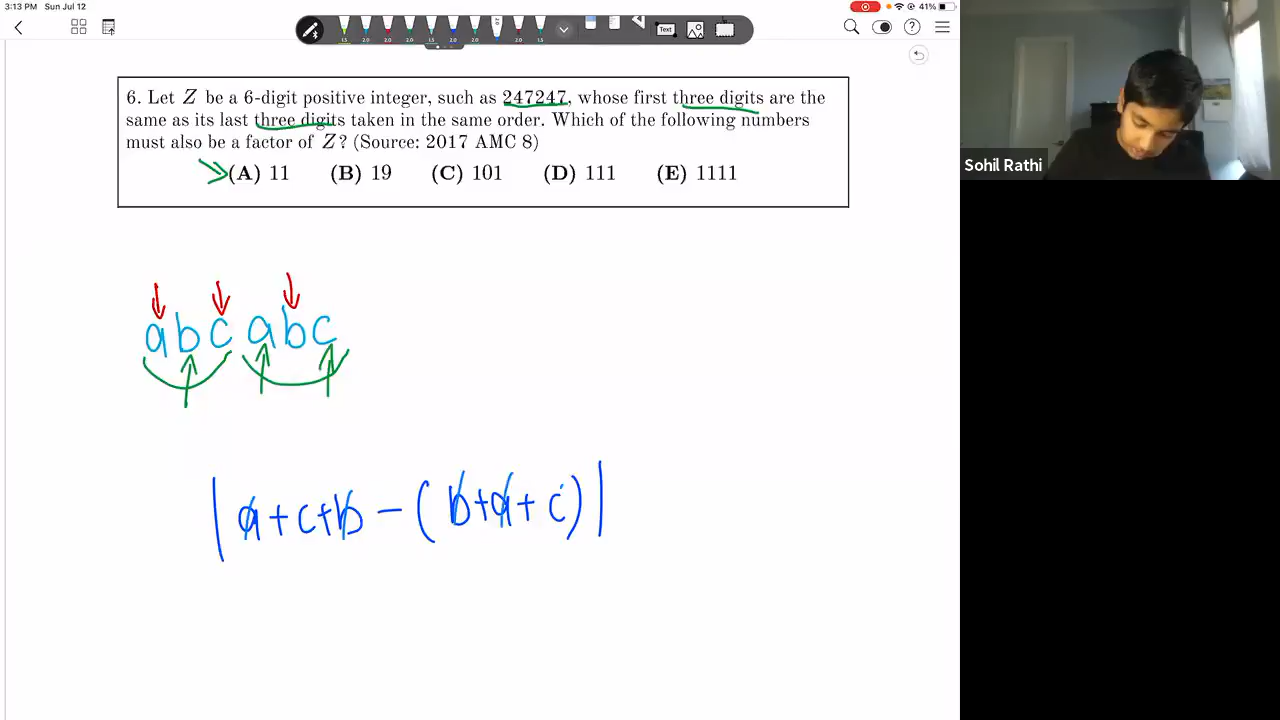 3:13 PM Sun Jul 12
41%
Text
6. Let Z be a 6-digit positive integer, such as 247247, whose first three digits are the
same as its last three digits taken in the same order. Which of the following numbers
must also be a factor of Z? (Source: 2017 AMC 8)
(A) 11 (B) 19 (C) 101 (D) 111 (E) 1111
Sohil Rathi
abcabc
|a+c+b-(b+a+c)|